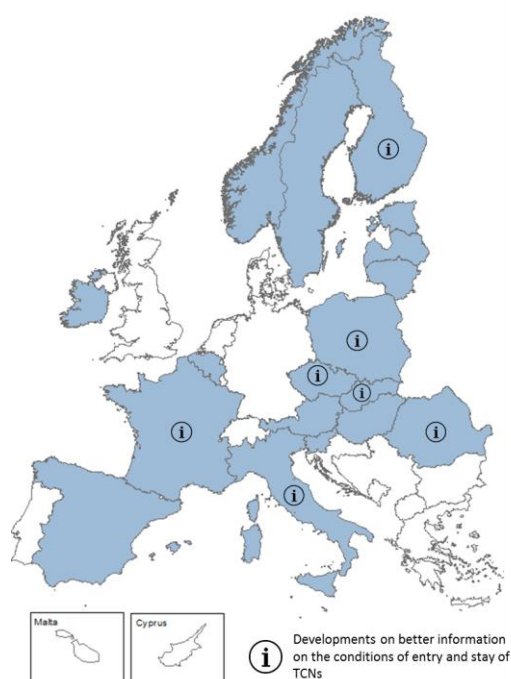 i
i
i
i
i
i
i
Malta
Cyprus
i
Developments on better information
on the conditions of entry and stay of
TCNs